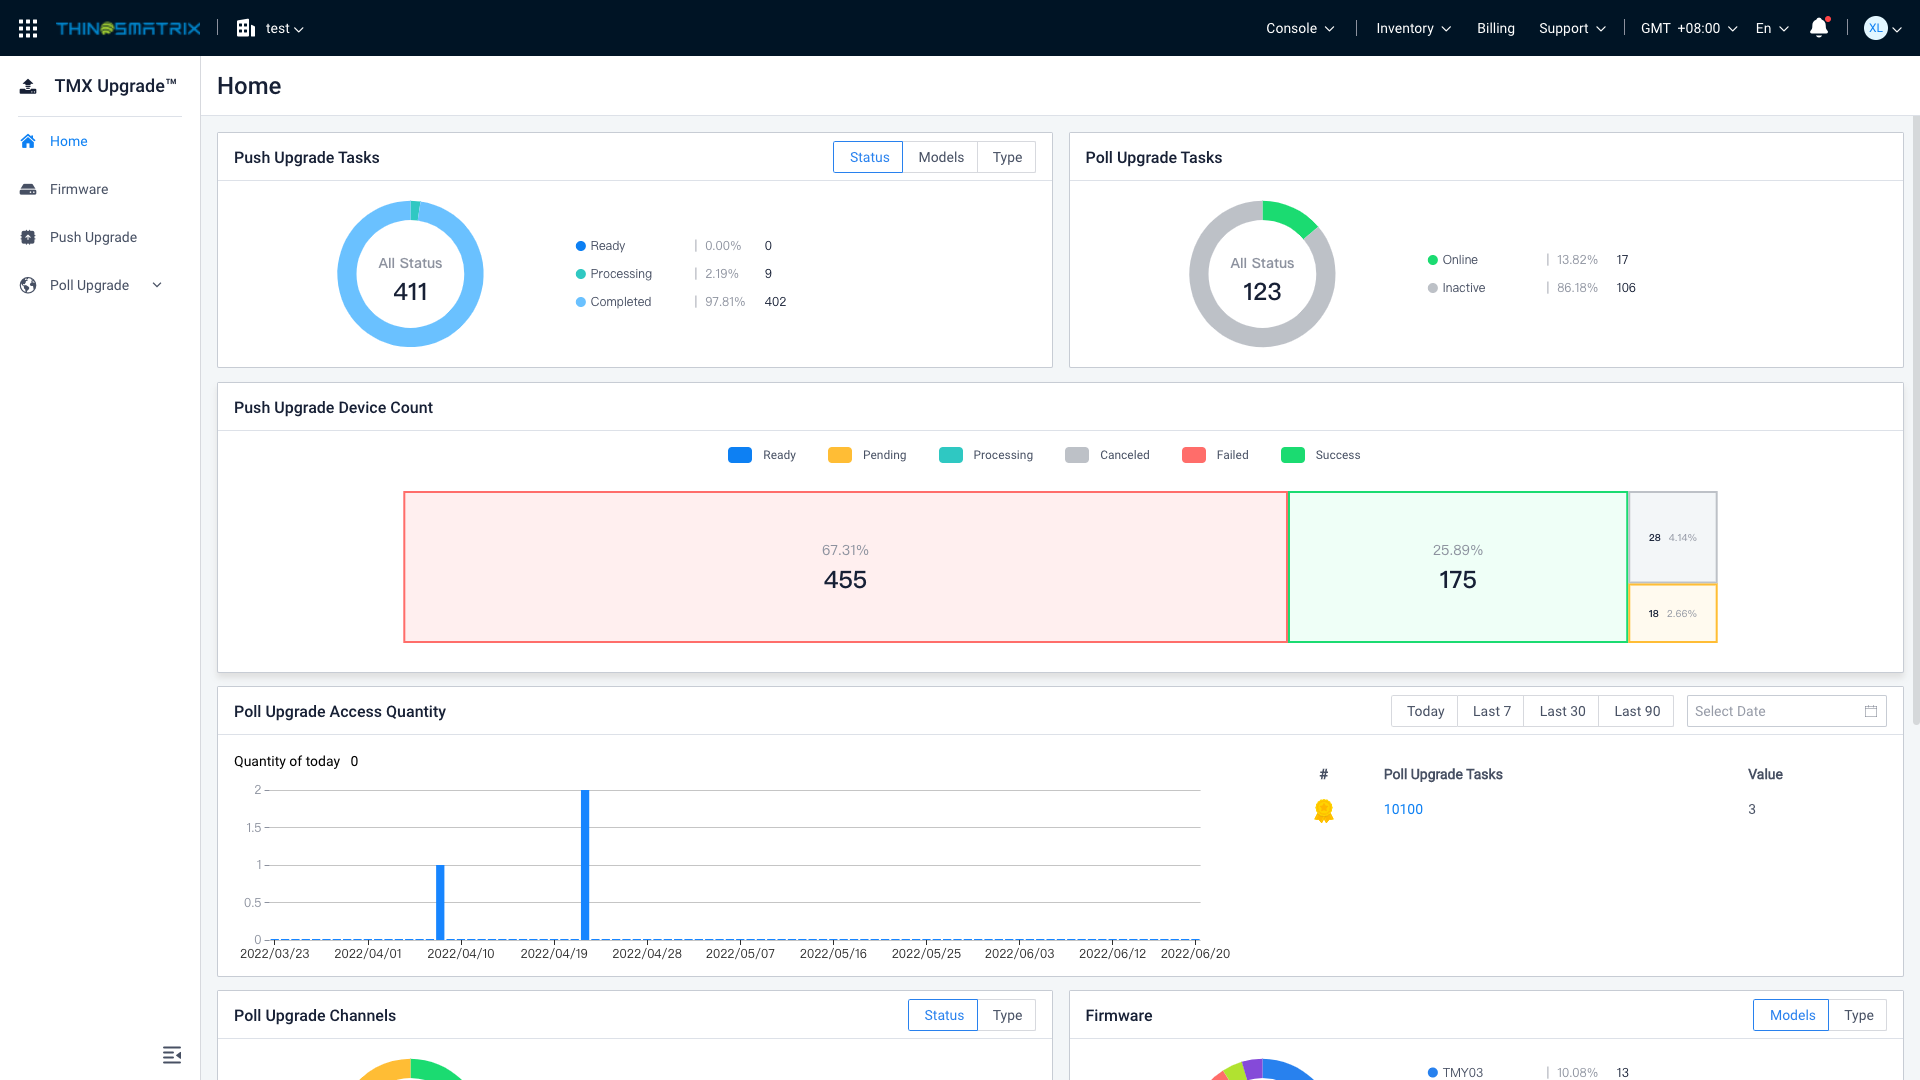 THINGSMATRIX
test
Console
Inventory
Billing
Support
GMT +08:00
En
XL
TMX Upgrade™
Home
Firmware
Push Upgrade
Poll Upgrade
Home
Push Upgrade Tasks
Status Models Type
All Status
411
Ready | 0.00% 0
Processing | 2.19% 9
Completed | 97.81% 402
Poll Upgrade Tasks
All Status
123
Online | 13.82% 17
Inactive | 86.18% 106
Push Upgrade Device Count
Ready Pending Processing Canceled Failed Success
67.31%
455
25.89%
175
28 4.14%
18 2.66%
Poll Upgrade Access Quantity
Today Last 7 Last 30 Last 90 Select Date
Quantity of today 0
2
1.5
1
0.5
0
2022/03/23 2022/04/01 2022/04/10 2022/04/19 2022/04/28 2022/05/07 2022/05/16 2022/05/25 2022/06/03 2022/06/12 2022/06/20
# Poll Upgrade Tasks Value
10100 3
Poll Upgrade Channels
Status Type
Firmware
Models Type
TMY03 | 10.08% 13